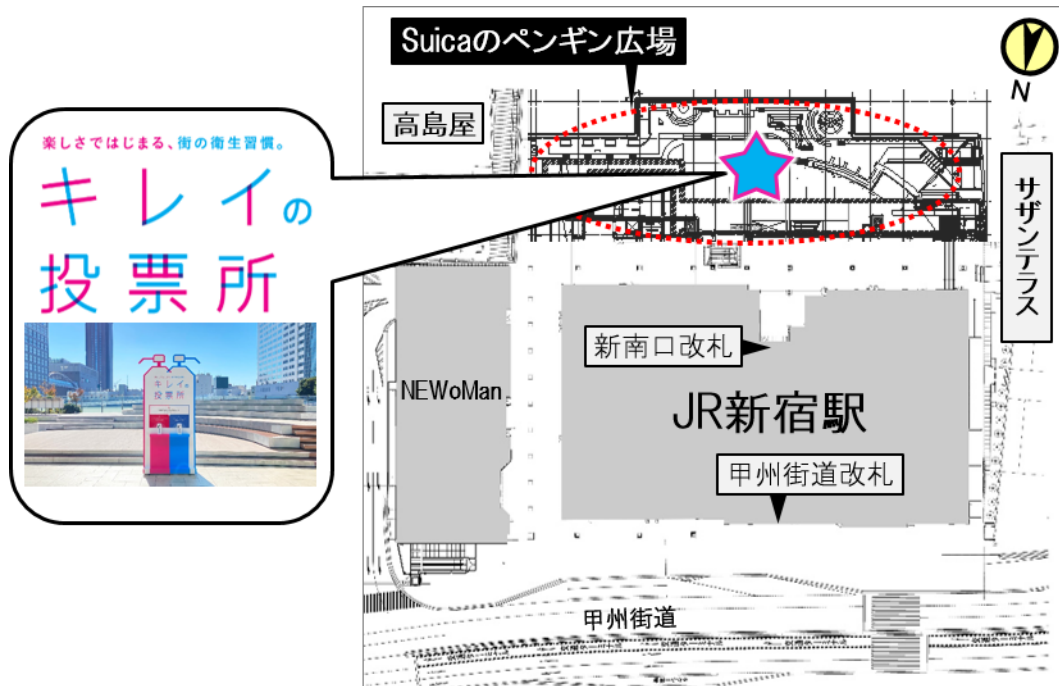 Suicaのペンギン広場
N
高島屋
楽しさではじまる、街の衛生習慣。
キレイの
投票所
キレイの
投票所
サザンテラス
新南口改札
NEWoMan
JR新宿駅
甲州街道改札
甲州街道